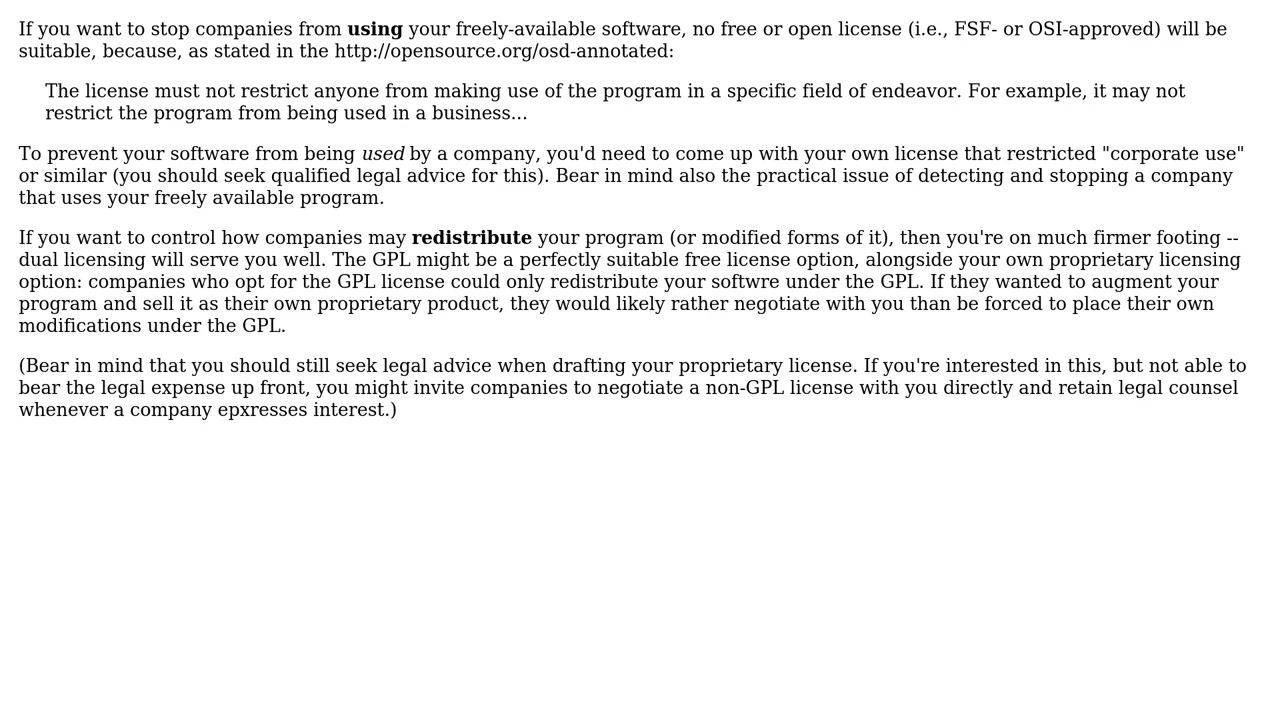 If you want to stop companies from using your freely-available software, no free or open license (i.e., FSF- or OSI-approved) will be
suitable, because, as stated in the http://opensource.org/osd-annotated:
The license must not restrict anyone from making use of the program in a specific field of endeavor. For example, it may not
restrict the program from being used in a business...
To prevent your software from being used by a company, you'd need to come up with your own license that restricted "corporate use"
or similar (you should seek qualified legal advice for this). Bear in mind also the practical issue of detecting and stopping a company
that uses your freely available program.
If you want to control how companies may redistribute your program (or modified forms of it), then you're on much firmer footing --
dual licensing will serve you well. The GPL might be a perfectly suitable free license option, alongside your own proprietary licensing
option: companies who opt for the GPL license could only redistribute your softwre under the GPL. If they wanted to augment your
program and sell it as their own proprietary product, they would likely rather negotiate with you than be forced to place their own
modifications under the GPL.
(Bear in mind that you should still seek legal advice when drafting your proprietary license. If you're interested in this, but not able to
bear the legal expense up front, you might invite companies to negotiate a non-GPL license with you directly and retain legal counsel
whenever a company epxresses interest.)